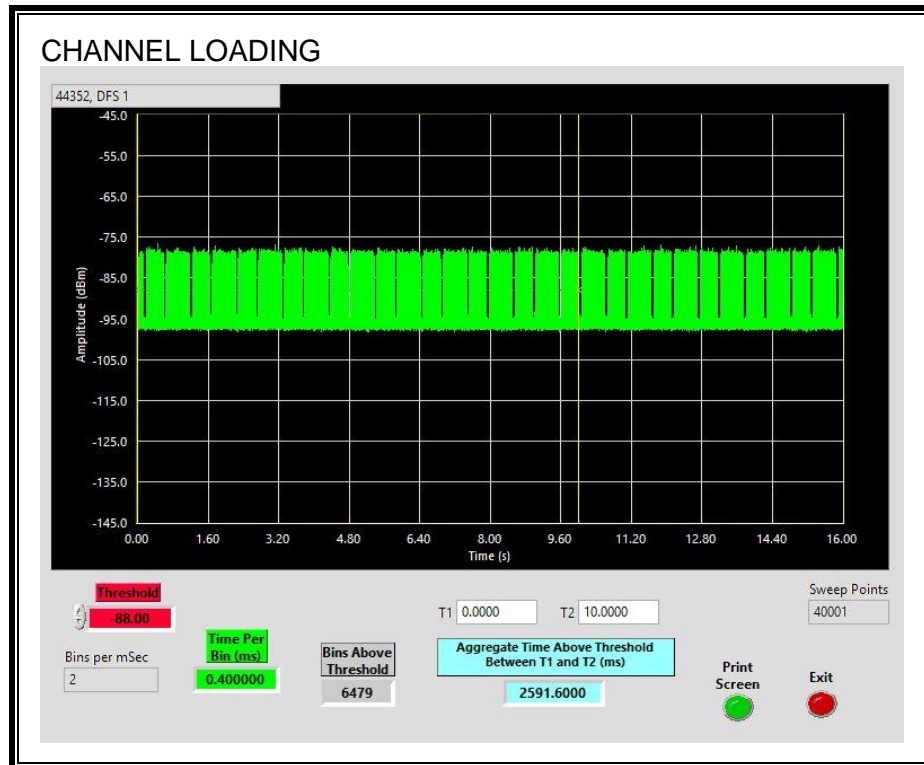 CHANNEL LOADING
44352, DFS 1
-45.0
-55.0
-65.0
-75.0
-85.0
-95.0
-105.0
-115.0
-125.0
-135.0
-145.0
Amplitude (dBm)
0.00 1.60 3.20 4.80 6.40 8.00 9.60 11.20 12.80 14.40 16.00
Time (s)
Threshold
-88.00
Bins per mSec
2
Time Per
Bin (ms)
0.400000
Bins Above
Threshold
6479
T1 0.0000 T2 10.0000
Aggregate Time Above Threshold
Between T1 and T2 (ms)
2591.6000
Sweep Points
40001
Print
Screen
Exit